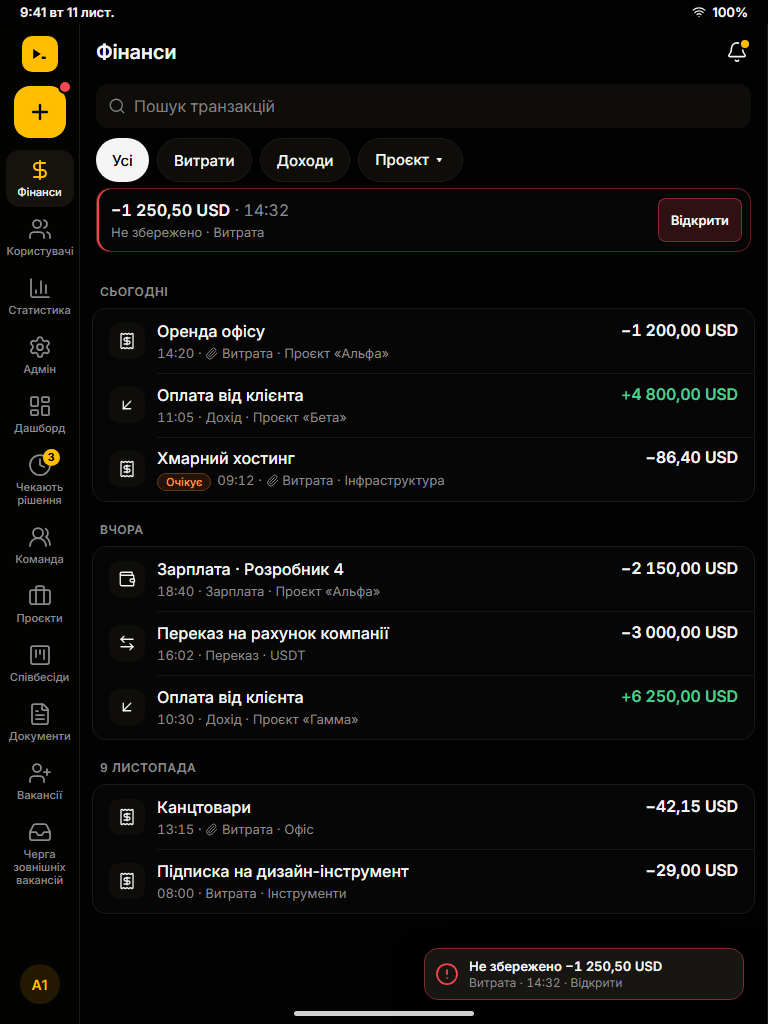 9:41 вт 11 лист.
100%
Фінанси
Користувачі
Статистика
Адмін
Дашборд
3
Чекають
рішення
Команда
Проєкти
Співбесіди
Документи
Вакансії
Черга
зовнішніх
вакансій
A1
Фінанси
Пошук транзакцій
Усі
Витрати
Доходи
Проєкт
−1 250,50 USD · 14:32
Не збережено · Витрата
Відкрити
СЬОГОДНІ
Оренда офісу
−1 200,00 USD
14:20 · Витрата · Проєкт «Альфа»
Оплата від клієнта
+4 800,00 USD
11:05 · Дохід · Проєкт «Бета»
Хмарний хостинг
−86,40 USD
Очікує 09:12 · Витрата · Інфраструктура
ВЧОРА
Зарплата · Розробник 4
−2 150,00 USD
18:40 · Зарплата · Проєкт «Альфа»
Переказ на рахунок компанії
−3 000,00 USD
16:02 · Переказ · USDT
Оплата від клієнта
+6 250,00 USD
10:30 · Дохід · Проєкт «Гамма»
9 ЛИСТОПАДА
Канцтовари
−42,15 USD
13:15 · Витрата · Офіс
Підписка на дизайн-інструмент
−29,00 USD
08:00 · Витрата · Інструменти
Не збережено −1 250,50 USD
Витрата · 14:32 · Відкрити